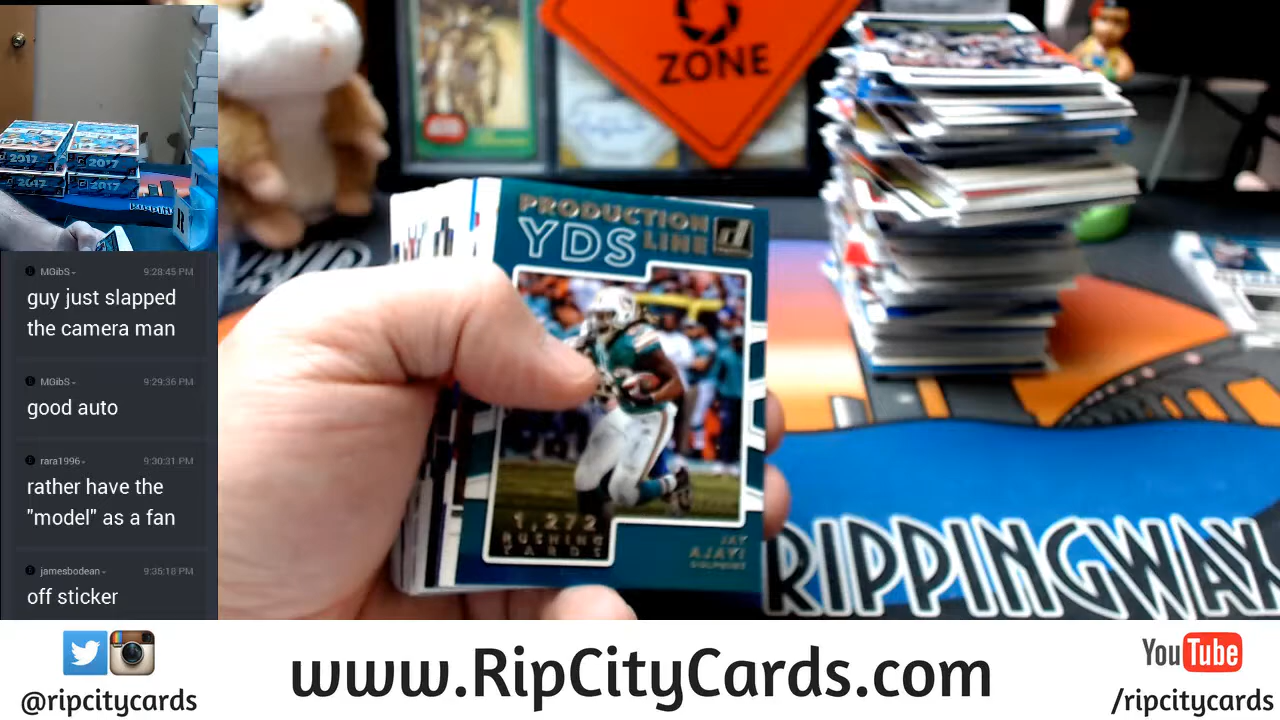 MGibS
9:28:45 PM
guy just slapped
the camera man
MGibS
9:29:36 PM
good auto
rara1996
9:30:31 PM
rather have the
"model" as a fan
jamesbodean
9:35:18 PM
off sticker
2017
2017
2017
2017
RIPPIN
ZONE
PRODUCTION
LINE
YDS
1,272
RUSHING
YARDS
JAY
AJAYI
DOLPHINS
RIPPINGWAX
@ripcitycards
www.RipCityCards.com
YouTube
/ripcitycards